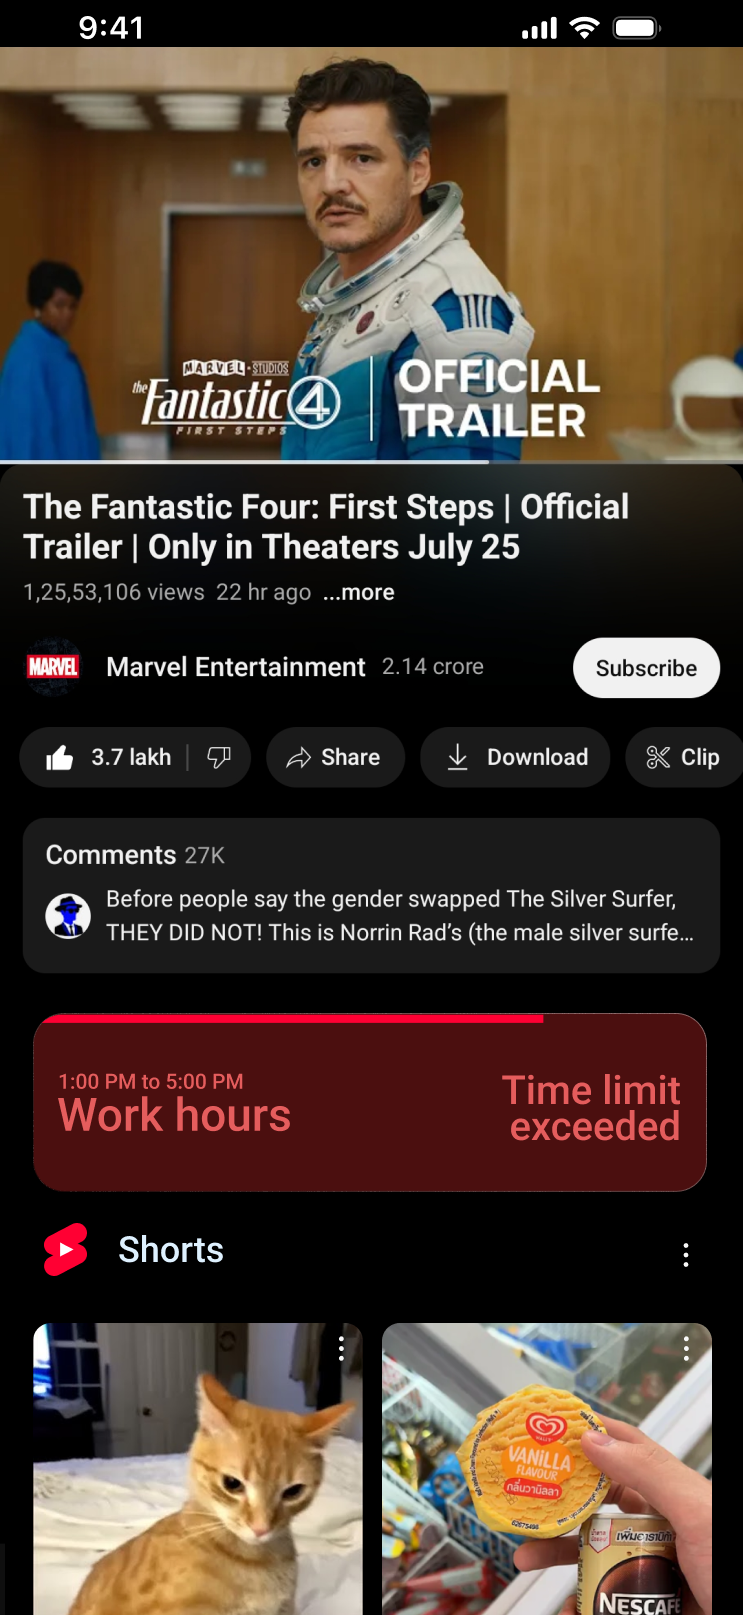 9:41
MARVEL STUDIOS
the Fantastic 4
FIRST STEPS
OFFICIAL
TRAILER
The Fantastic Four: First Steps | Official
Trailer | Only in Theaters July 25
1,25,53,106 views 22 hr ago ...more
MARVEL
Marvel Entertainment 2.14 crore
Subscribe
3.7 lakh
Share
Download
Clip
Comments 27K
Before people say the gender swapped The Silver Surfer,
THEY DID NOT! This is Norrin Rad’s (the male silver surfe...
1:00 PM to 5:00 PM
Work hours
Time limit
exceeded
Shorts
VANILLA
FLAVOUR
กลิ่นวานิลลา
NESCAFÉ